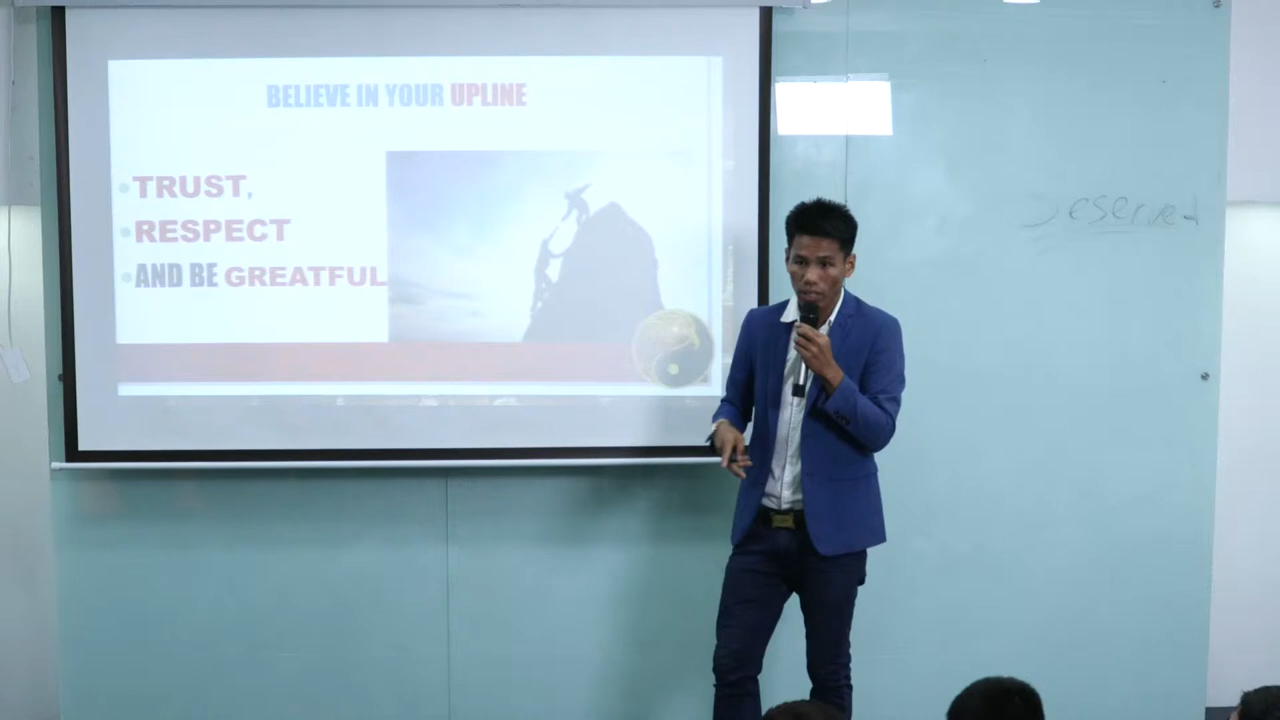 BELIEVE IN YOUR UPLINE
•TRUST,
•RESPECT
•AND BE GREATFUL